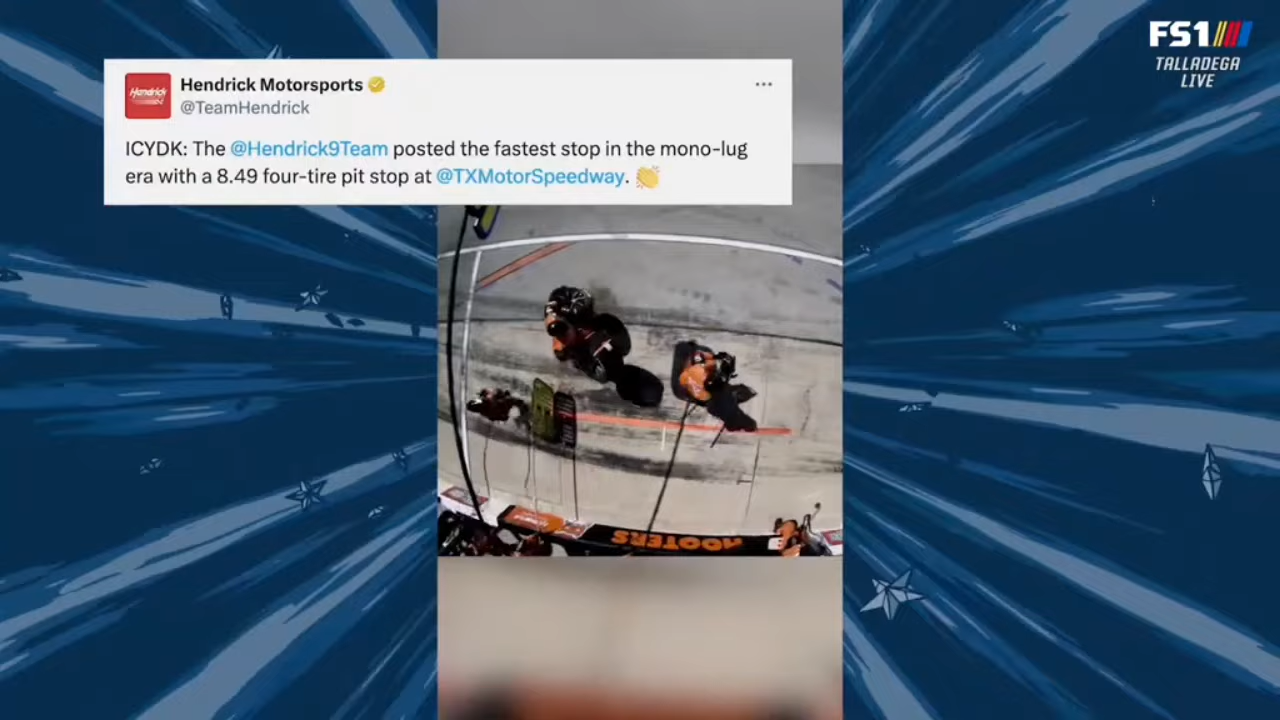 FS1
TALLADEGA
LIVE
Hendrick
Hendrick Motorsports
@TeamHendrick
ICYDK: The @Hendrick9Team posted the fastest stop in the mono-lug
era with a 8.49 four-tire pit stop at @TXMotorSpeedway. 👏
HOOTERS